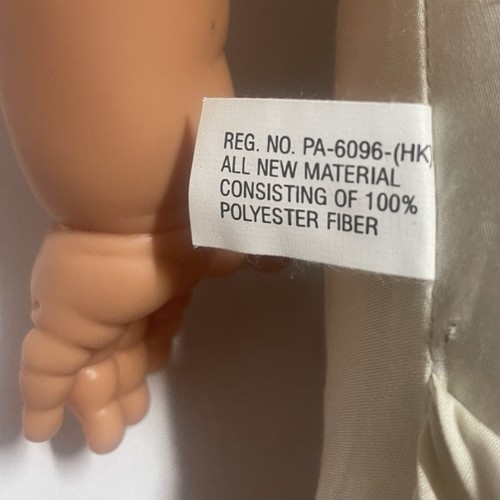 REG. NO. PA-6096-(HK)
ALL NEW MATERIAL
CONSISTING OF 100%
POLYESTER FIBER